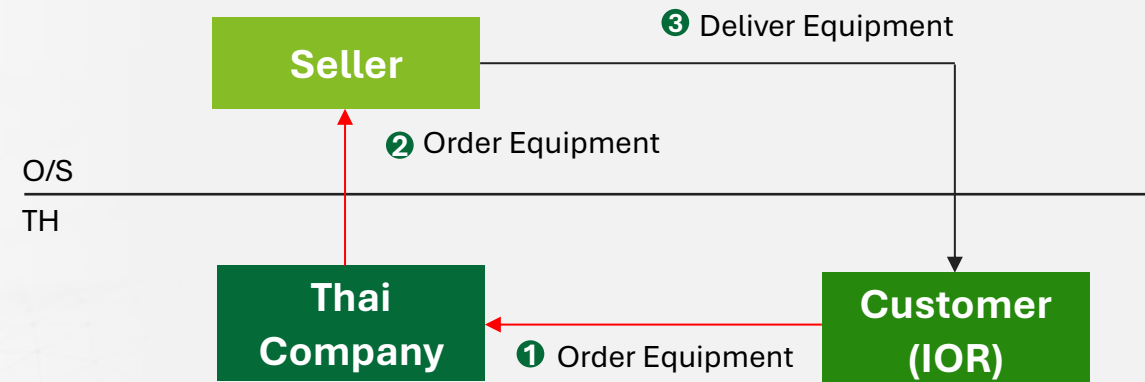 ❸ Deliver Equipment
Seller
❷ Order Equipment
O/S
TH
Thai
Company
❶ Order Equipment
Customer
(IOR)